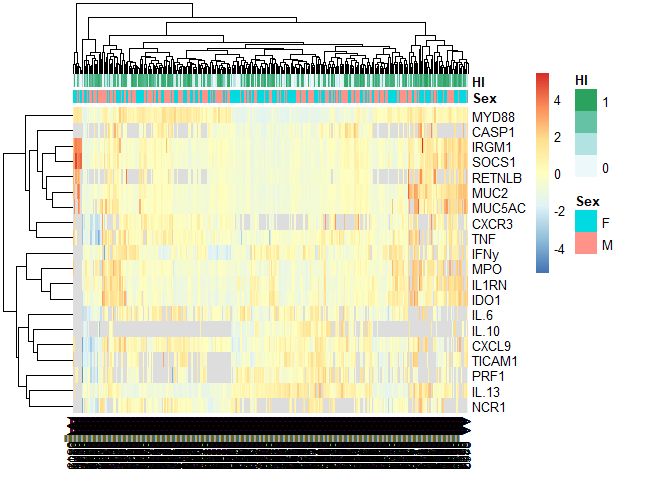 HI
Sex
MYD88
CASP1
IRGM1
SOCS1
RETNLB
MUC2
MUC5AC
CXCR3
TNF
IFNy
MPO
IL1RN
IDO1
IL.6
IL.10
CXCL9
TICAM1
PRF1
IL.13
NCR1
4
2
0
-2
-4
HI
1
0
Sex
F
M